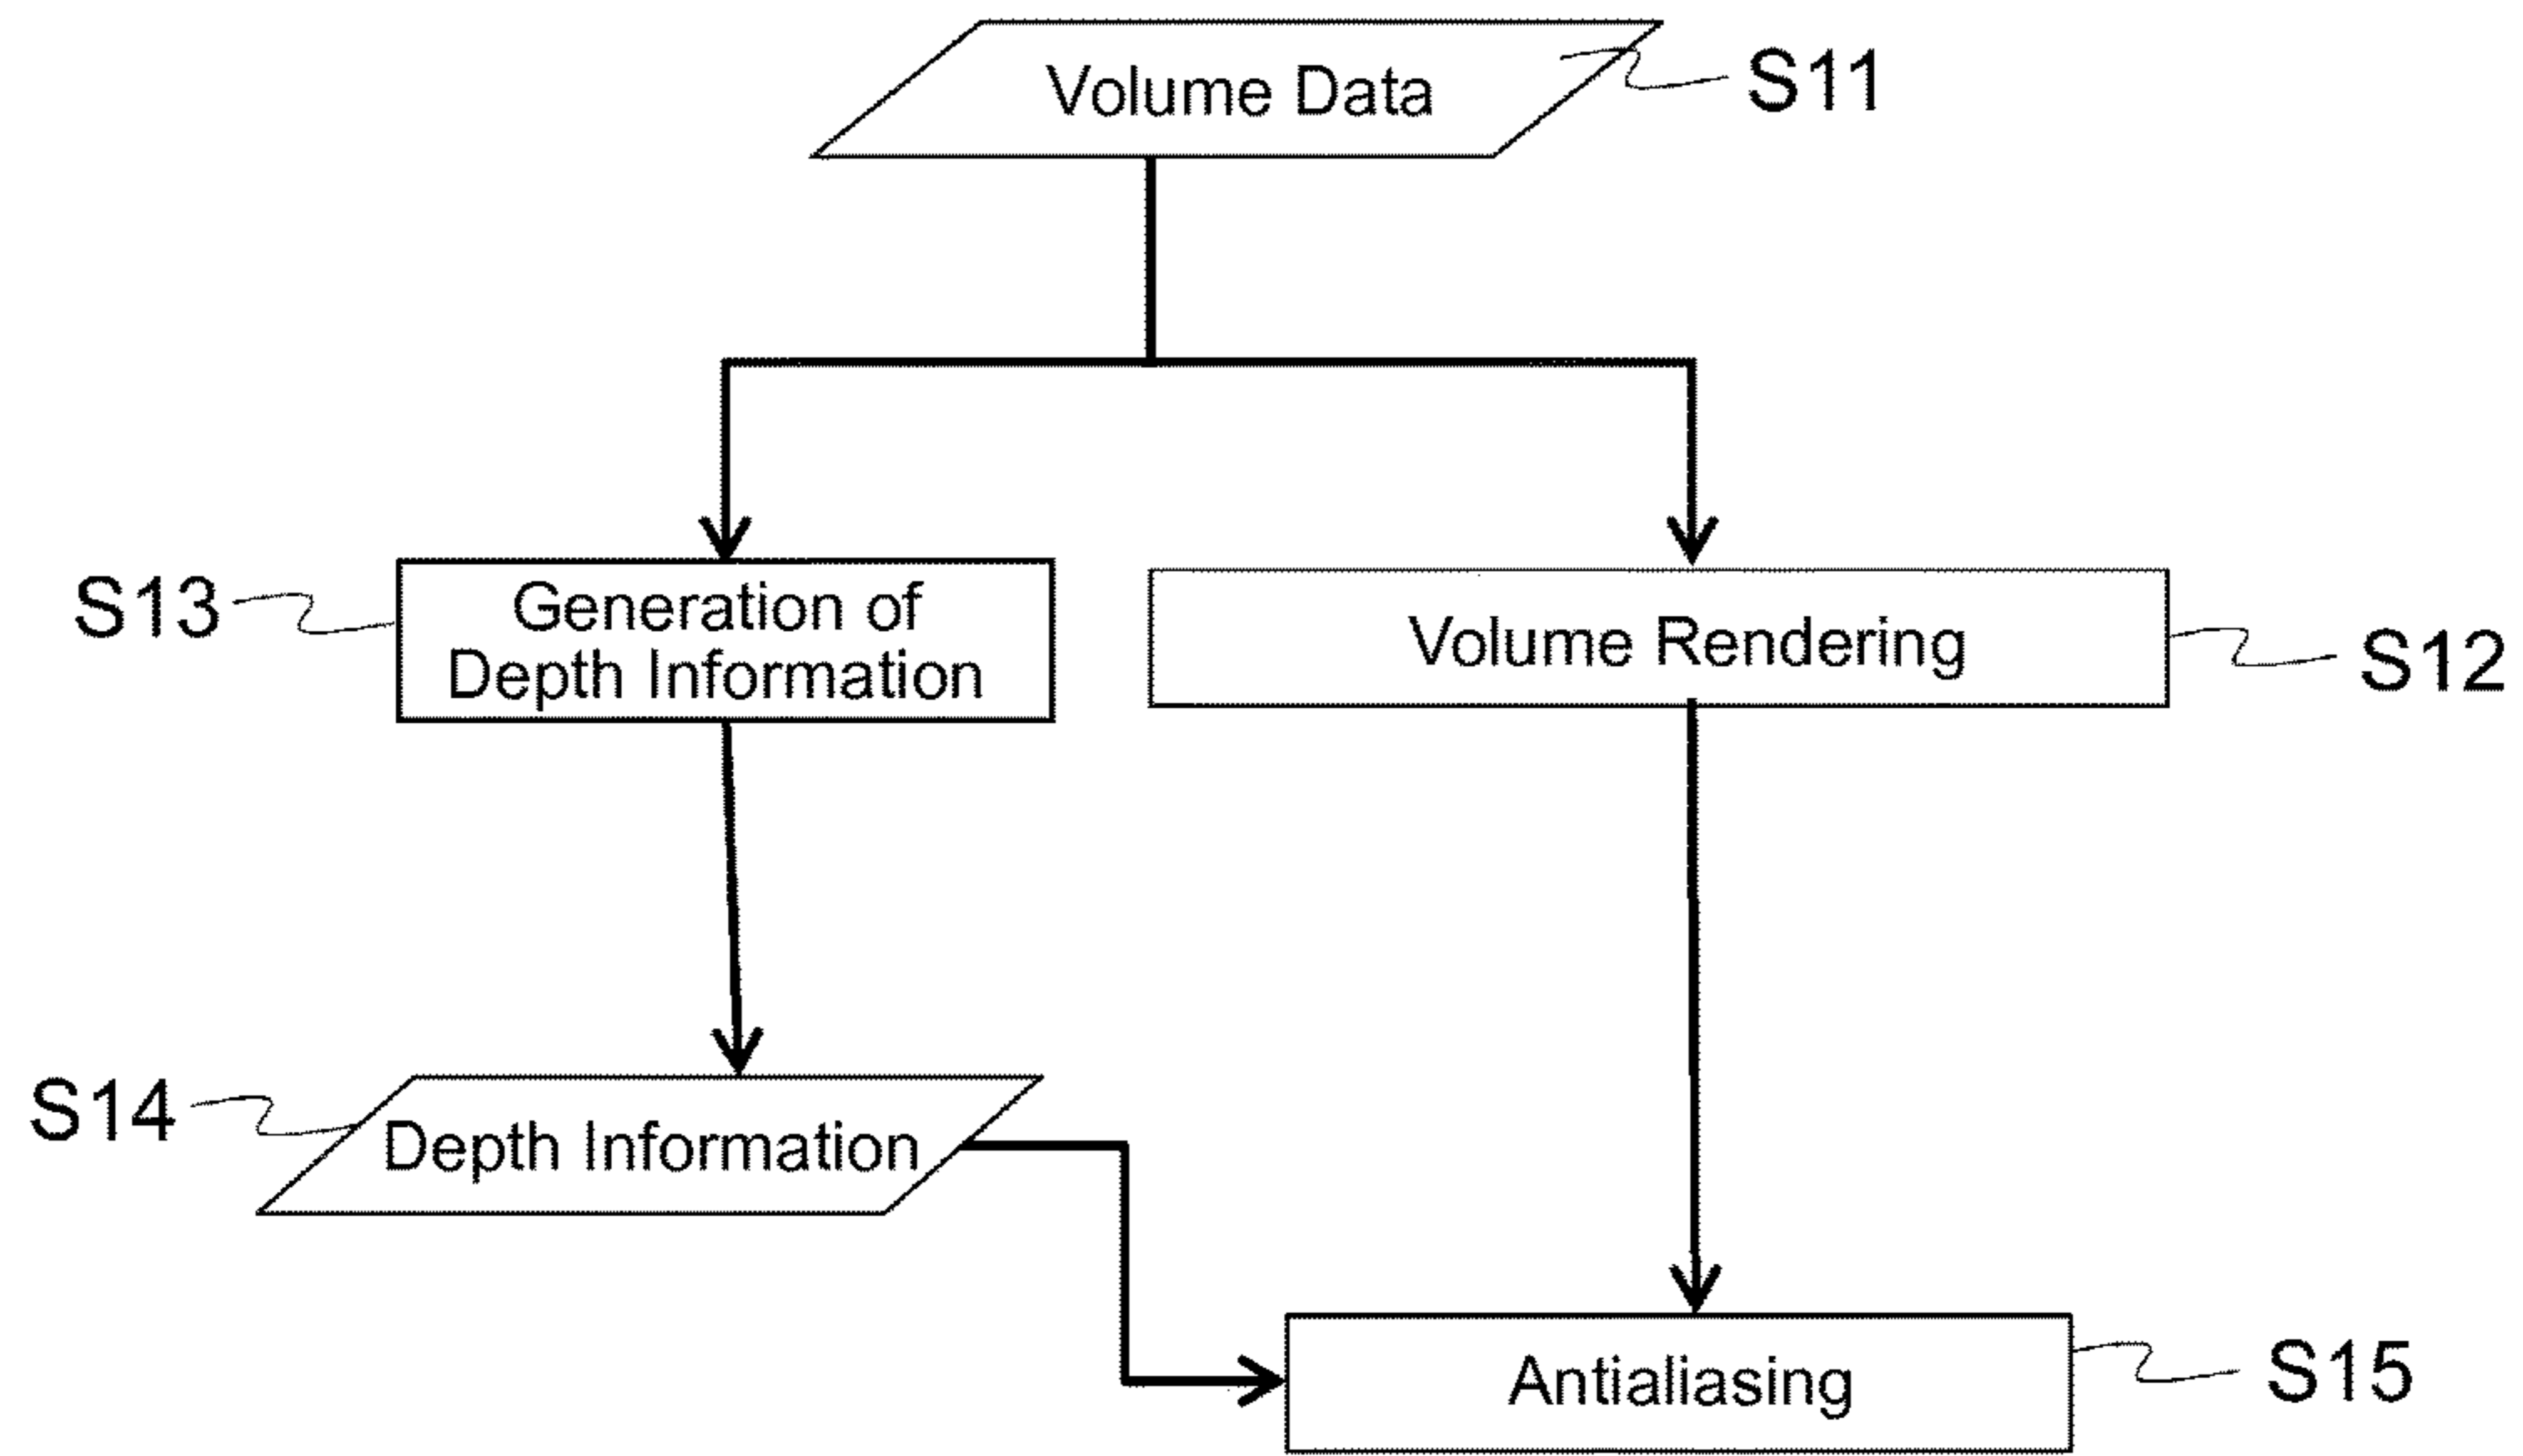 Volume Data
S11
S13
Generation of
Depth Information
Volume Rendering
S12
S14
Depth Information
Antialiasing
S15